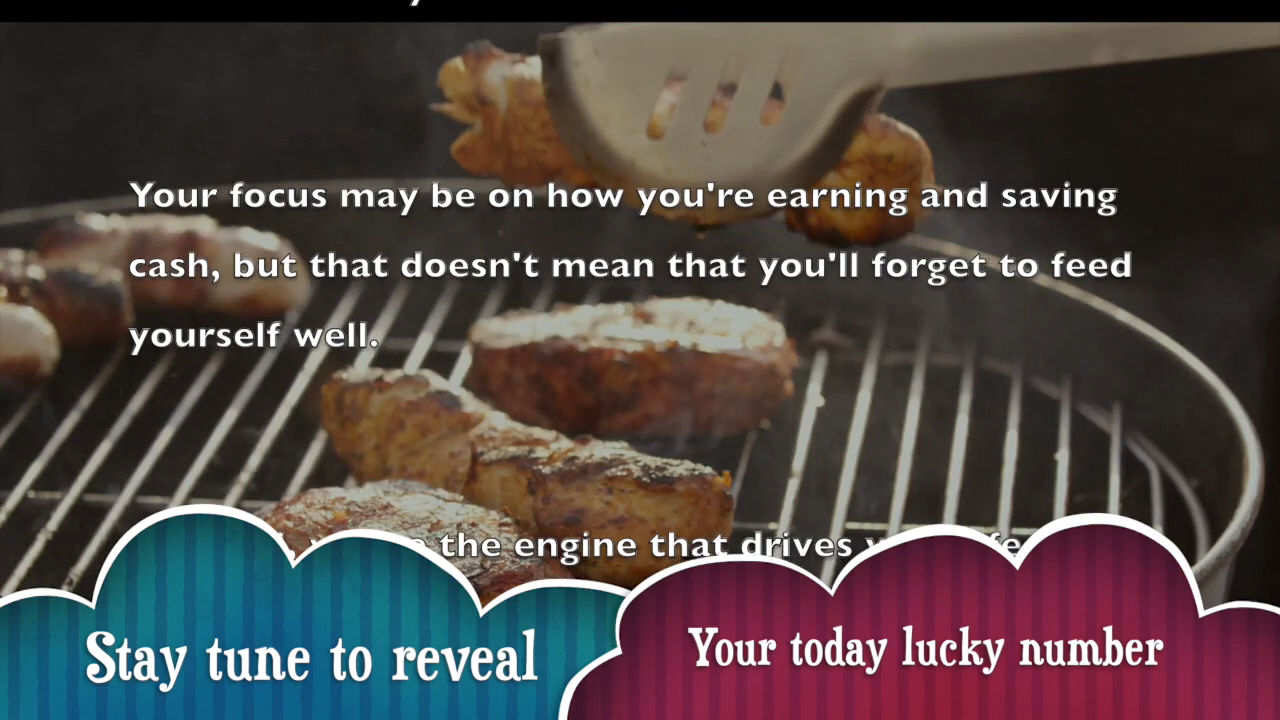 Your focus may be on how you're earning and saving
cash, but that doesn't mean that you'll forget to feed
yourself well.
the engine that drives
Stay tune to reveal
Your today lucky number